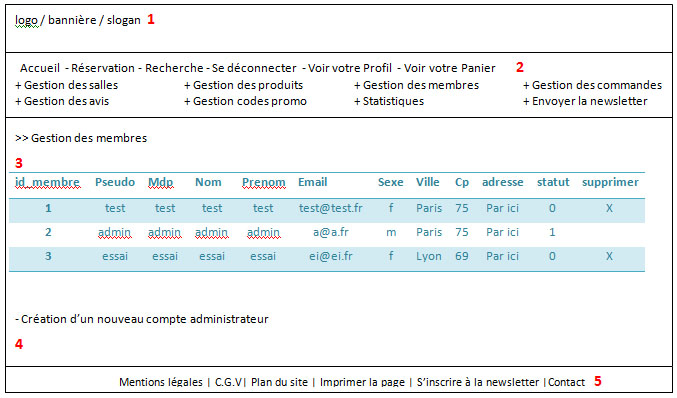 logo / bannière / slogan 1
Accueil - Réservation - Recherche - Se déconnecter - Voir votre Profil - Voir votre Panier 2
+ Gestion des salles + Gestion des produits + Gestion des membres + Gestion des commandes
+ Gestion des avis + Gestion codes promo + Statistiques + Envoyer la newsletter
>> Gestion des membres
3
id_membre Pseudo Mdp Nom Prenom Email Sexe Ville Cp adresse statut supprimer
1 test test test test test@test.fr f Paris 75 Par ici 0 X
2 admin admin admin admin a@a.fr m Paris 75 Par ici 1
3 essai essai essai essai ei@ei.fr f Lyon 69 Par ici 0 X
- Création d'un nouveau compte administrateur
4
Mentions légales | C.G.V| Plan du site | Imprimer la page | S'inscrire à la newsletter |Contact 5